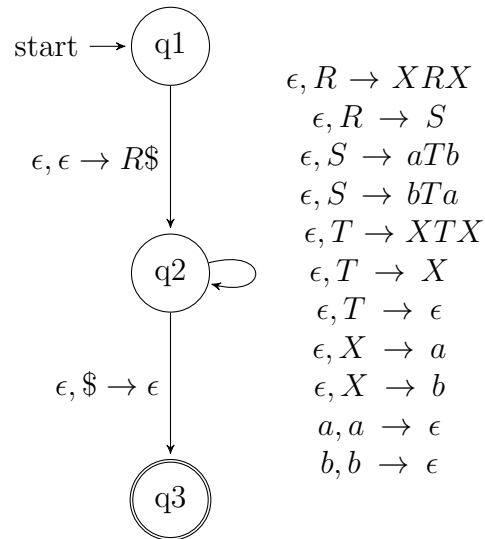 start q1
ϵ, R → XRX
ϵ, R → S
ϵ, ϵ → R$
ϵ, S → aTb
ϵ, S → bTa
ϵ, T → XTX
q2
ϵ, T → X
ϵ, T → ϵ
ϵ, X → a
ϵ, $ → ϵ
ϵ, X → b
a, a → ϵ
b, b → ϵ
q3